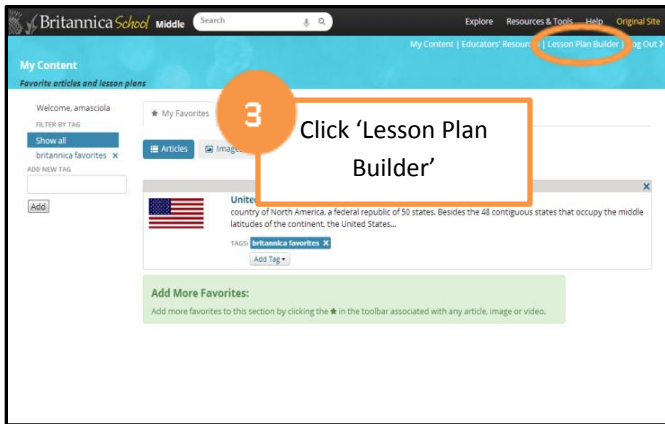 Britannica School Middle Search Explore Resources & Tools Help Original Site
My Content | Educators' Resour | Lesson Plan Builder | og Out >
My Content
Favorite articles and lesson plans
Welcome, amasciola
FILTER BY TAG
Show all
britannica favorites X
ADD NEW TAG
Add
My Favorites
Articles Image
3
Click ‘Lesson Plan
Builder’
X
Unite
country of North America, a federal republic of 50 states. Besides the 48 contiguous states that occupy the middle
latitudes of the continent, the United States...
TAGS: britannica favorites X
Add Tag
Add More Favorites:
Add more favorites to this section by clicking the ★ in the toolbar associated with any article, image or video.